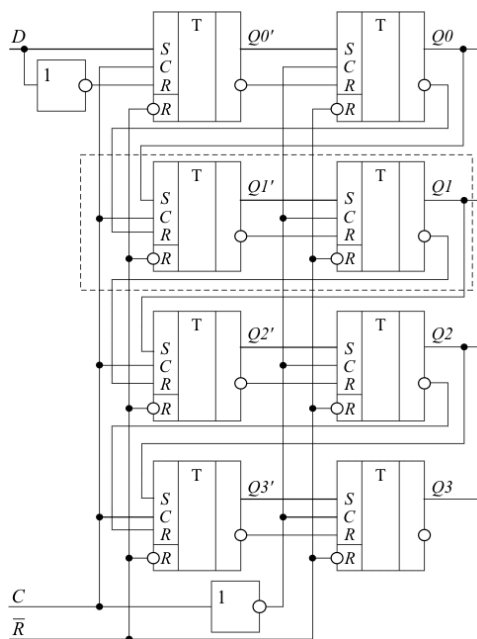 T Q0' T Q0
D S C R R S C R R
1
T Q1' T Q1
S C R R S C R R
T Q2' T Q2
S C R R S C R R
T Q3' T Q3
S C R R S C R R
C 1
R̅